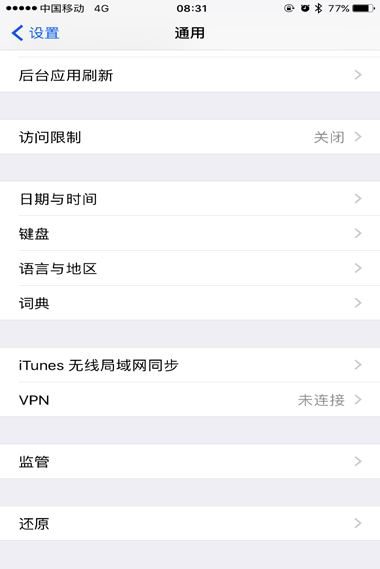 中国移动 4G 08:31 77%
设置 通用
后台应用刷新
访问限制 关闭
日期与时间
键盘
语言与地区
词典
iTunes 无线局域网同步
VPN 未连接
监管
还原